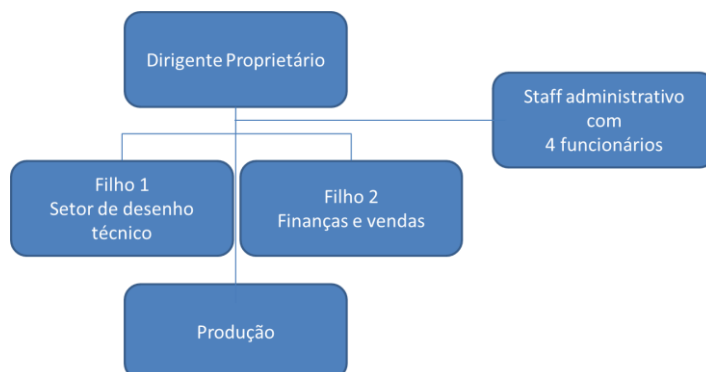 Dirigente Proprietário
Staff administrativo
com
4 funcionários
Filho 1
Setor de desenho
técnico
Filho 2
Finanças e vendas
Produção